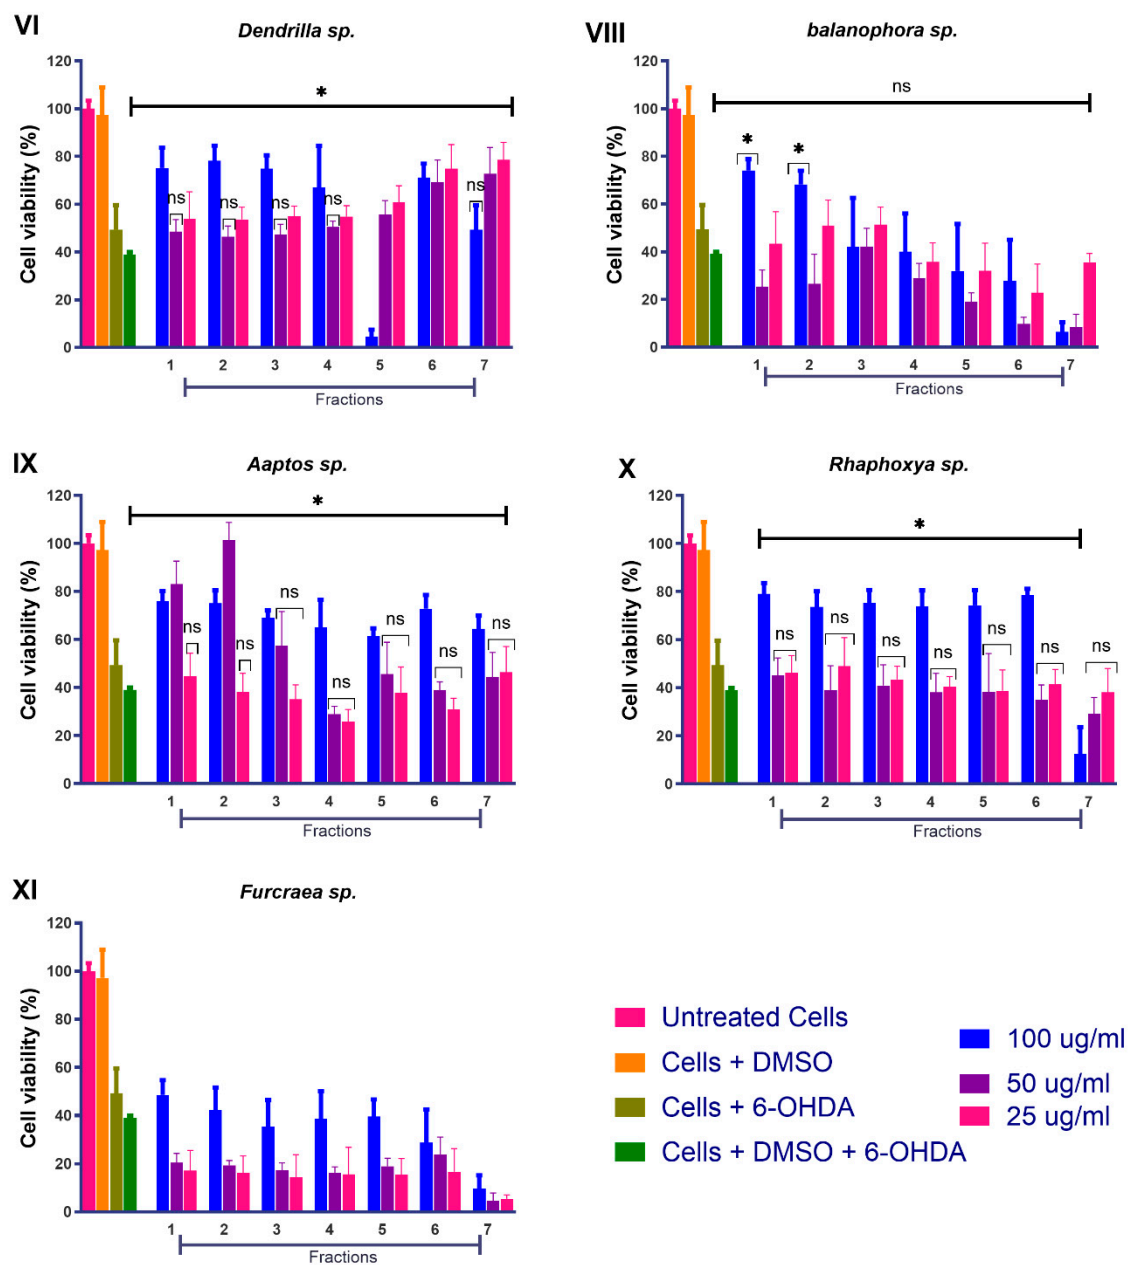 VI
Dendrilla sp.
Cell viability (%)
120
100
80
60
40
20
0
*
ns
ns
ns
ns
ns
1 2 3 4 5 6 7
Fractions
VIII
balanophora sp.
Cell viability (%)
120
100
80
60
40
20
0
ns
*
*
1 2 3 4 5 6 7
Fractions
IX
Aaptos sp.
Cell viability (%)
120
100
80
60
40
20
0
*
ns
ns
ns
ns
ns
ns
ns
1 2 3 4 5 6 7
Fractions
X
Rhaphoxya sp.
Cell viability (%)
120
100
80
60
40
20
0
*
ns
ns
ns
ns
ns
ns
ns
1 2 3 4 5 6 7
Fractions
XI
Furcraea sp.
Cell viability (%)
120
100
80
60
40
20
0
1 2 3 4 5 6 7
Fractions
Untreated Cells
Cells + DMSO
Cells + 6-OHDA
Cells + DMSO + 6-OHDA
100 ug/ml
50 ug/ml
25 ug/ml